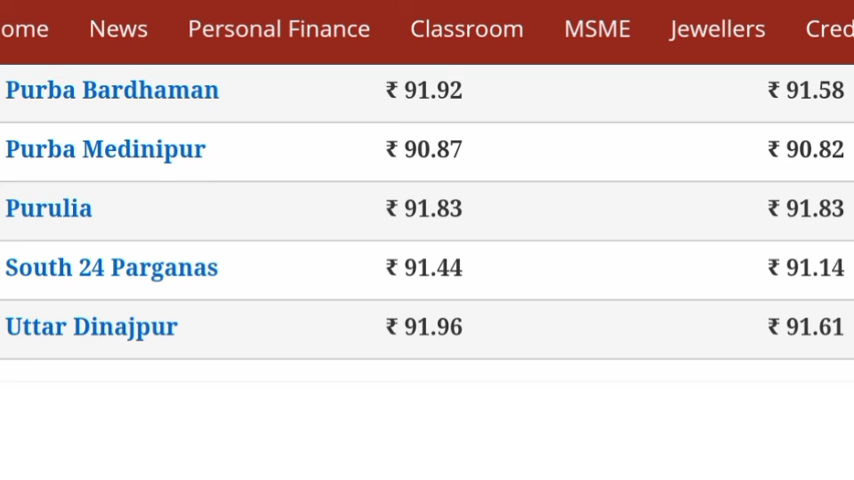 ome News Personal Finance Classroom MSME Jewellers Cred
Purba Bardhaman ₹ 91.92 ₹ 91.58
Purba Medinipur ₹ 90.87 ₹ 90.82
Purulia ₹ 91.83 ₹ 91.83
South 24 Parganas ₹ 91.44 ₹ 91.14
Uttar Dinajpur ₹ 91.96 ₹ 91.61